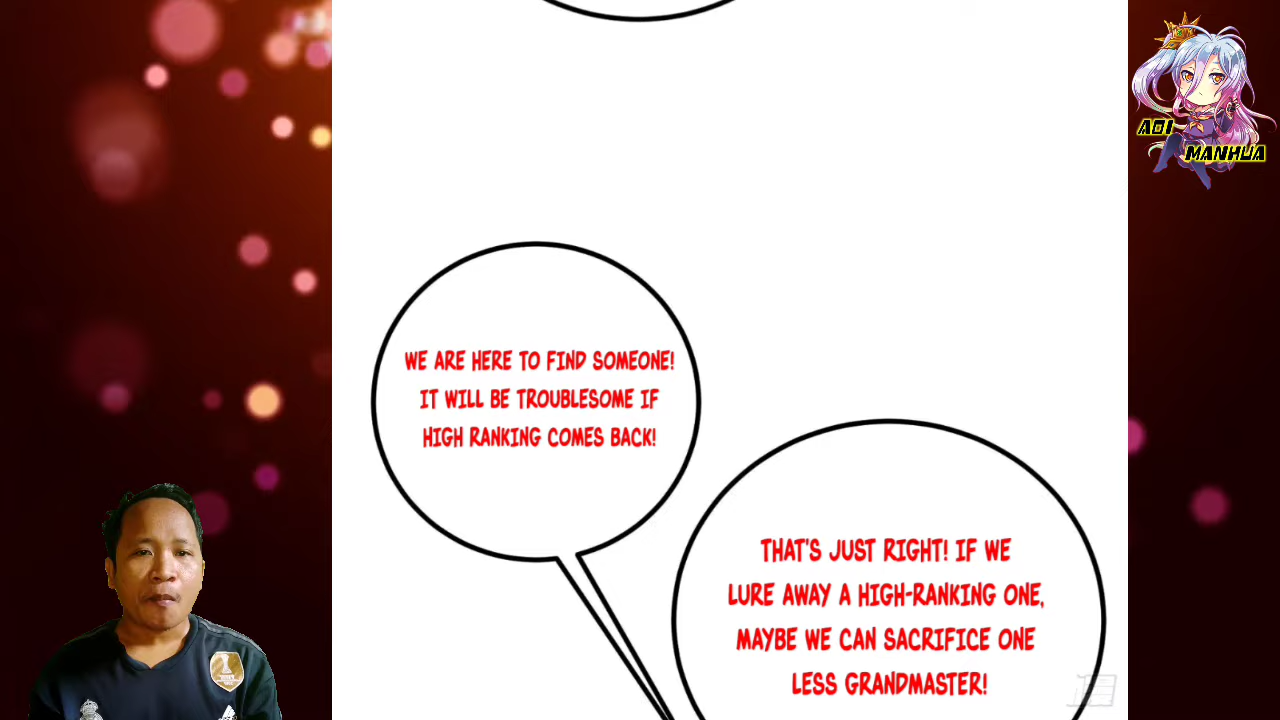 AOI
MANHUA
WE ARE HERE TO FIND SOMEONE!
IT WILL BE TROUBLESOME IF
HIGH RANKING COMES BACK!
THAT'S JUST RIGHT! IF WE
LURE AWAY A HIGH-RANKING ONE,
MAYBE WE CAN SACRIFICE ONE
LESS GRANDMASTER!